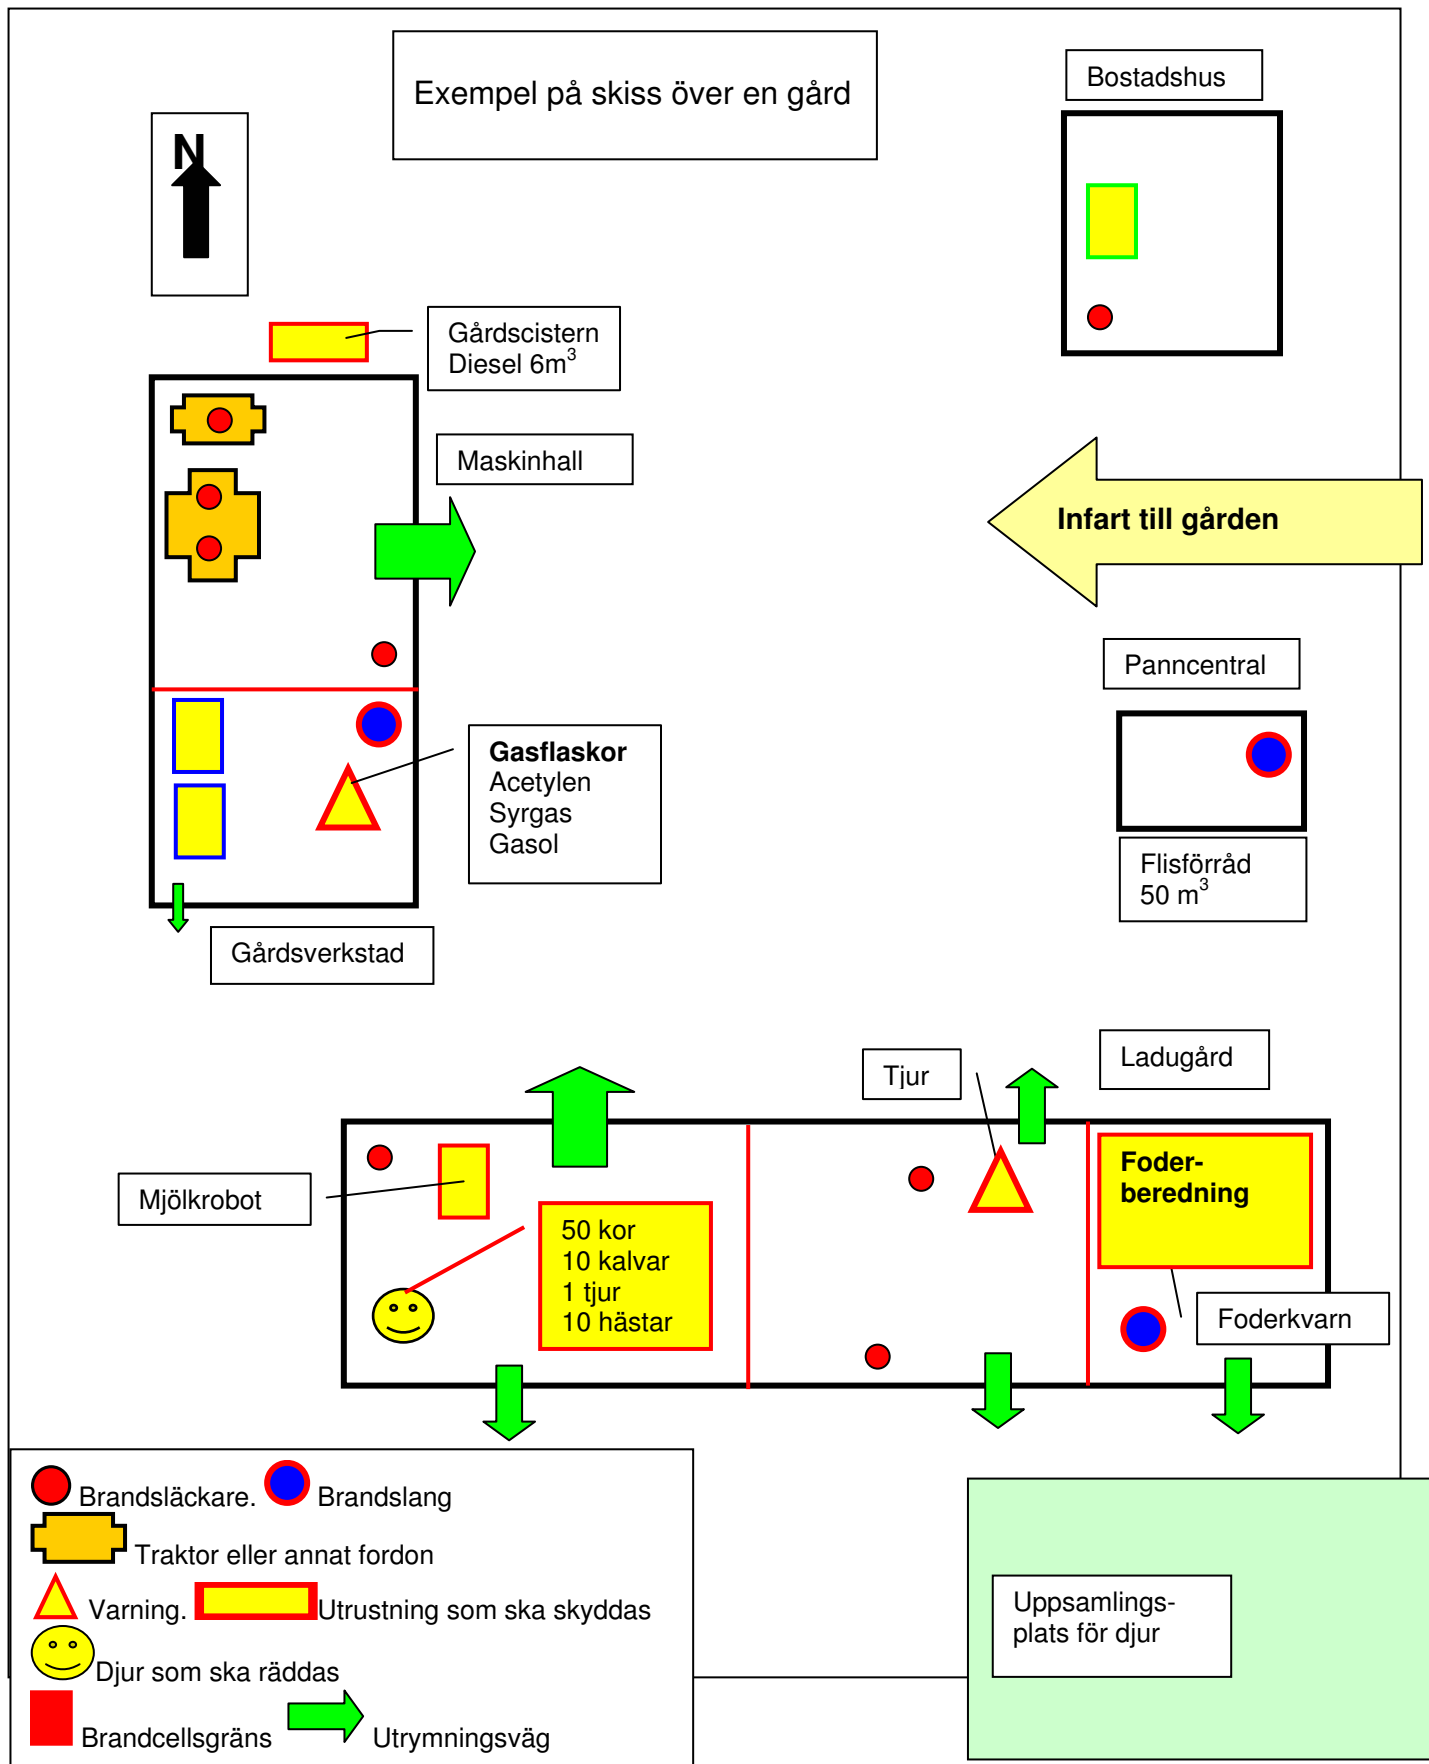 Exempel på skiss över en gård
Bostadshus
N
Gårdscistern
Diesel 6m³
Maskinhall
Infart till gården
Panncentral
Gasflaskor
Acetylen
Syrgas
Gasol
Flisförråd
50 m³
Gårdsverkstad
Tjur
Ladugård
Foder-
beredning
Mjölkrobot
50 kor
10 kalvar
1 tjur
10 hästar
Foderkvarn
Brandsläckare. Brandslang
Traktor eller annat fordon
Varning. Utrustning som ska skyddas
Djur som ska räddas
Brandcellsgräns Utrymningsväg
Uppsamlings-
plats för djur